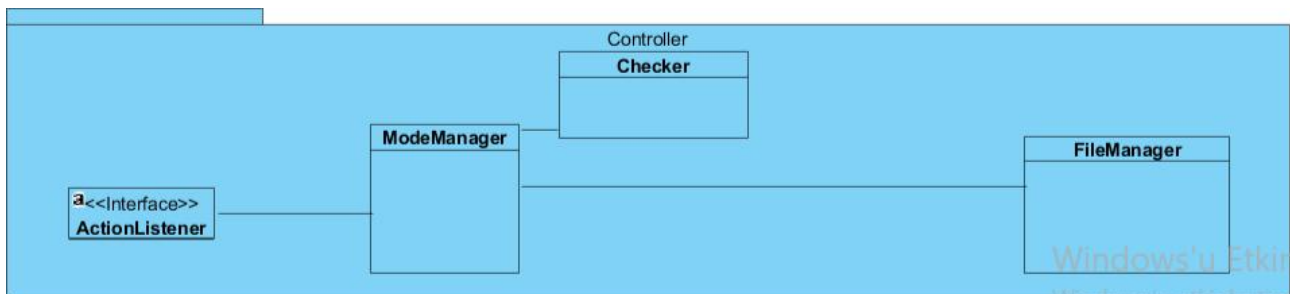 Controller
Checker
ModeManager
FileManager
a<<Interface>>
ActionListener
Windows'u Etkin